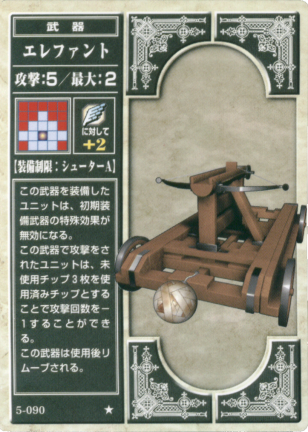 武器
エレファント
攻撃:5／最大:2
に対して
+2
【装備制限：シューターA】
この武器を装備した
ユニットは、初期装
備武器の特殊効果が
無効になる。
この武器で攻撃をさ
れたユニットは、未
使用チップ3枚を使
用済みチップとする
ことで攻撃回数を－
1することができ
る。
この武器は使用後リ
ムーブされる。
5-090 ★